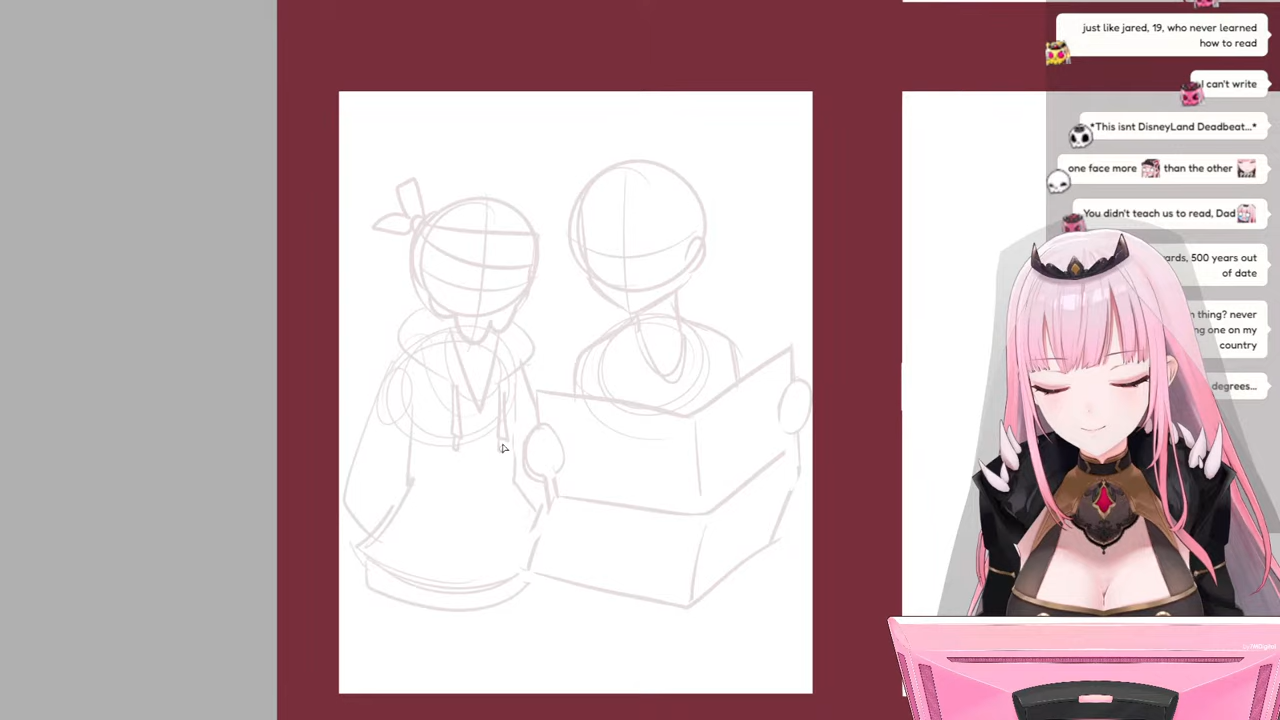 just like jared, 19, who never learned
how to read
I can't write
*This isnt DisneyLand Deadbeat...*
one face more than the other
You didn't teach us to read, Dad
ards, 500 years out
of date
thing? never
ng one on my
country
degrees...